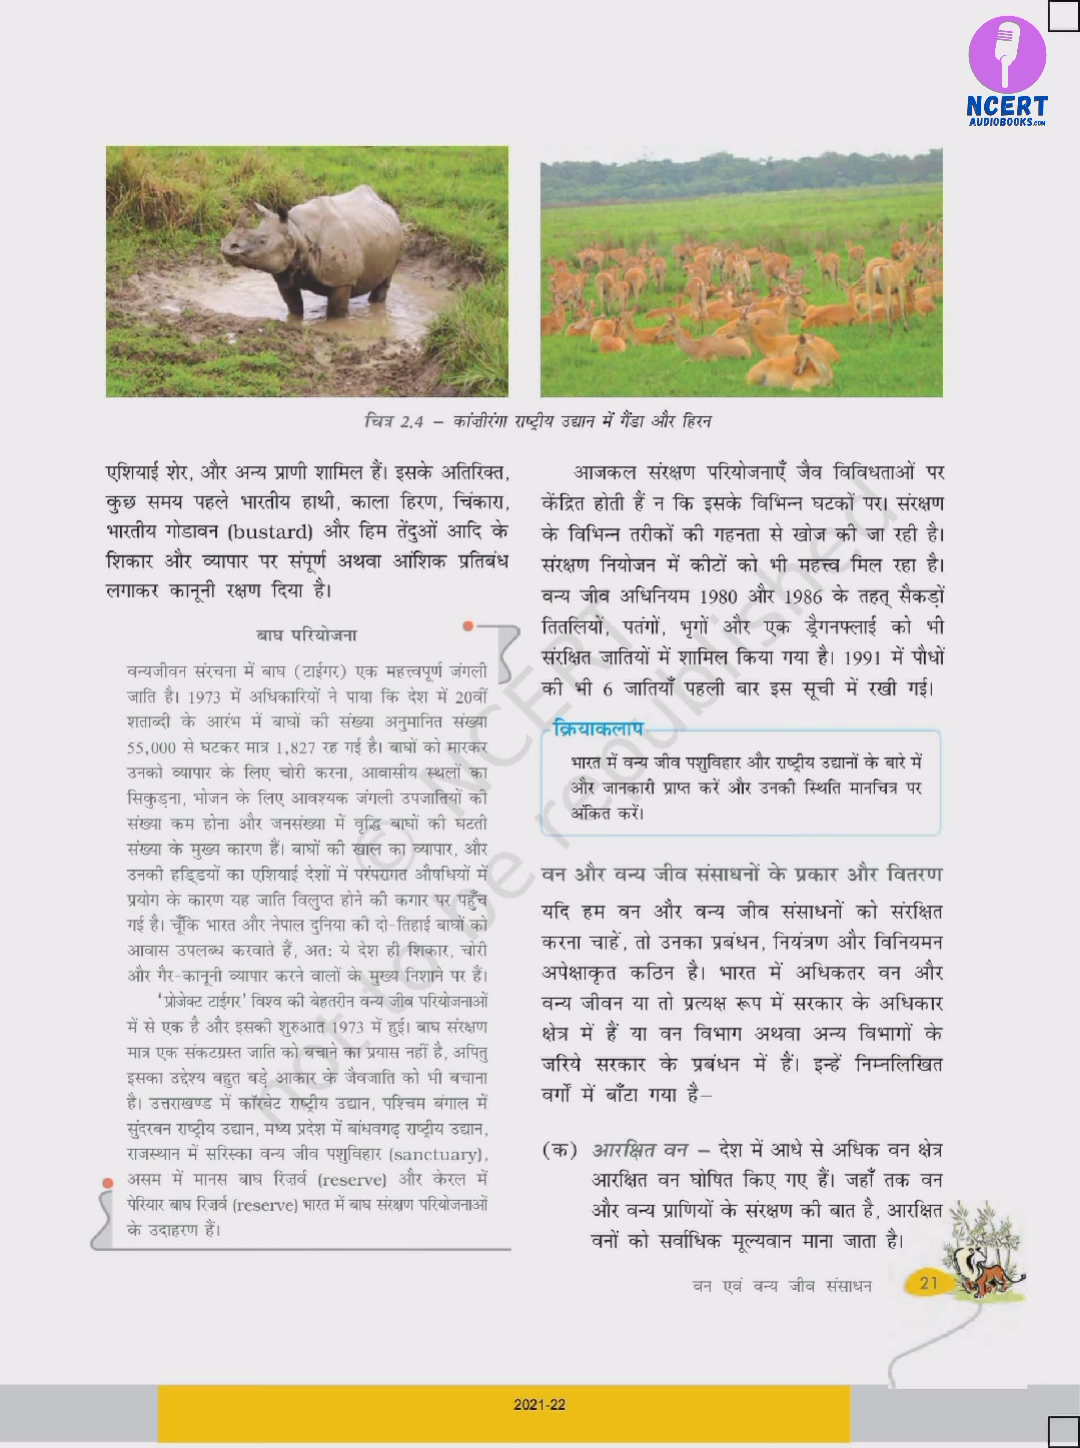 NCERT
AUDIOBOOKS.COM
चित्र 2.4 – कांज़ीरंगा राष्ट्रीय उद्यान में गैंडा और हिरन
एशियाई शेर, और अन्य प्राणी शामिल हैं। इसके अतिरिक्त,
कुछ समय पहले भारतीय हाथी, काला हिरण, चिंकारा,
भारतीय गोडावन (bustard) और हिम तेंदुओं आदि के
शिकार और व्यापार पर संपूर्ण अथवा आंशिक प्रतिबंध
लगाकर कानूनी रक्षण दिया है।
बाघ परियोजना
वन्यजीवन संरचना में बाघ (टाईगर) एक महत्त्वपूर्ण जंगली
जाति है। 1973 में अधिकारियों ने पाया कि देश में 20वीं
शताब्दी के आरंभ में बाघों की संख्या अनुमानित संख्या
55,000 से घटकर मात्र 1,827 रह गई है। बाघों को मारकर
उनको व्यापार के लिए चोरी करना, आवासीय स्थलों का
सिकुड़ना, भोजन के लिए आवश्यक जंगली उपजातियों की
संख्या कम होना और जनसंख्या में वृद्धि बाघों की घटती
संख्या के मुख्य कारण हैं। बाघों की खाल का व्यापार, और
उनकी हड्डियों का एशियाई देशों में परंपरागत औषधियों में
प्रयोग के कारण यह जाति विलुप्त होने की कगार पर पहुँच
गई है। चूँकि भारत और नेपाल दुनिया की दो-तिहाई बाघों को
आवास उपलब्ध करवाते हैं, अत: ये देश ही शिकार, चोरी
और गैर-कानूनी व्यापार करने वालों के मुख्य निशाने पर हैं।
'प्रोजेक्ट टाईगर' विश्व की बेहतरीन वन्य जीव परियोजनाओं
में से एक है और इसकी शुरुआत 1973 में हुई। बाघ संरक्षण
मात्र एक संकटग्रस्त जाति को बचाने का प्रयास नहीं है, अपितु
इसका उद्देश्य बहुत बड़े आकार के जैवजाति को भी बचाना
है। उत्तराखण्ड में कॉरबेट राष्ट्रीय उद्यान, पश्चिम बंगाल में
सुंदरबन राष्ट्रीय उद्यान, मध्य प्रदेश में बांधवगढ़ राष्ट्रीय उद्यान,
राजस्थान में सरिस्का वन्य जीव पशुविहार (sanctuary),
असम में मानस बाघ रिज़र्व (reserve) और केरल में
पेरियार बाघ रिज़र्व (reserve) भारत में बाघ संरक्षण परियोजनाओं
के उदाहरण हैं।
आजकल संरक्षण परियोजनाएँ जैव विविधताओं पर
केंद्रित होती हैं न कि इसके विभिन्न घटकों पर। संरक्षण
के विभिन्न तरीकों की गहनता से खोज की जा रही है।
संरक्षण नियोजन में कीटों को भी महत्त्व मिल रहा है।
वन्य जीव अधिनियम 1980 और 1986 के तहत् सैकड़ों
तितलियों, पतंगों, भृगों और एक ड्रैगनफ्लाई को भी
संरक्षित जातियों में शामिल किया गया है। 1991 में पौधों
की भी 6 जातियाँ पहली बार इस सूची में रखी गईं।
क्रियाकलाप
भारत में वन्य जीव पशुविहार और राष्ट्रीय उद्यानों के बारे में
और जानकारी प्राप्त करें और उनकी स्थिति मानचित्र पर
अंकित करें।
वन और वन्य जीव संसाधनों के प्रकार और वितरण
यदि हम वन और वन्य जीव संसाधनों को संरक्षित
करना चाहें, तो उनका प्रबंधन, नियंत्रण और विनियमन
अपेक्षाकृत कठिन है। भारत में अधिकतर वन और
वन्य जीवन या तो प्रत्यक्ष रूप में सरकार के अधिकार
क्षेत्र में हैं या वन विभाग अथवा अन्य विभागों के
जरिये सरकार के प्रबंधन में हैं। इन्हें निम्नलिखित
वर्गों में बाँटा गया है–
(क) आरक्षित वन – देश में आधे से अधिक वन क्षेत्र
आरक्षित वन घोषित किए गए हैं। जहाँ तक वन
और वन्य प्राणियों के संरक्षण की बात है, आरक्षित
वनों को सर्वाधिक मूल्यवान माना जाता है।
वन एवं वन्य जीव संसाधन 21
2021-22
© NCERT
not to be republished